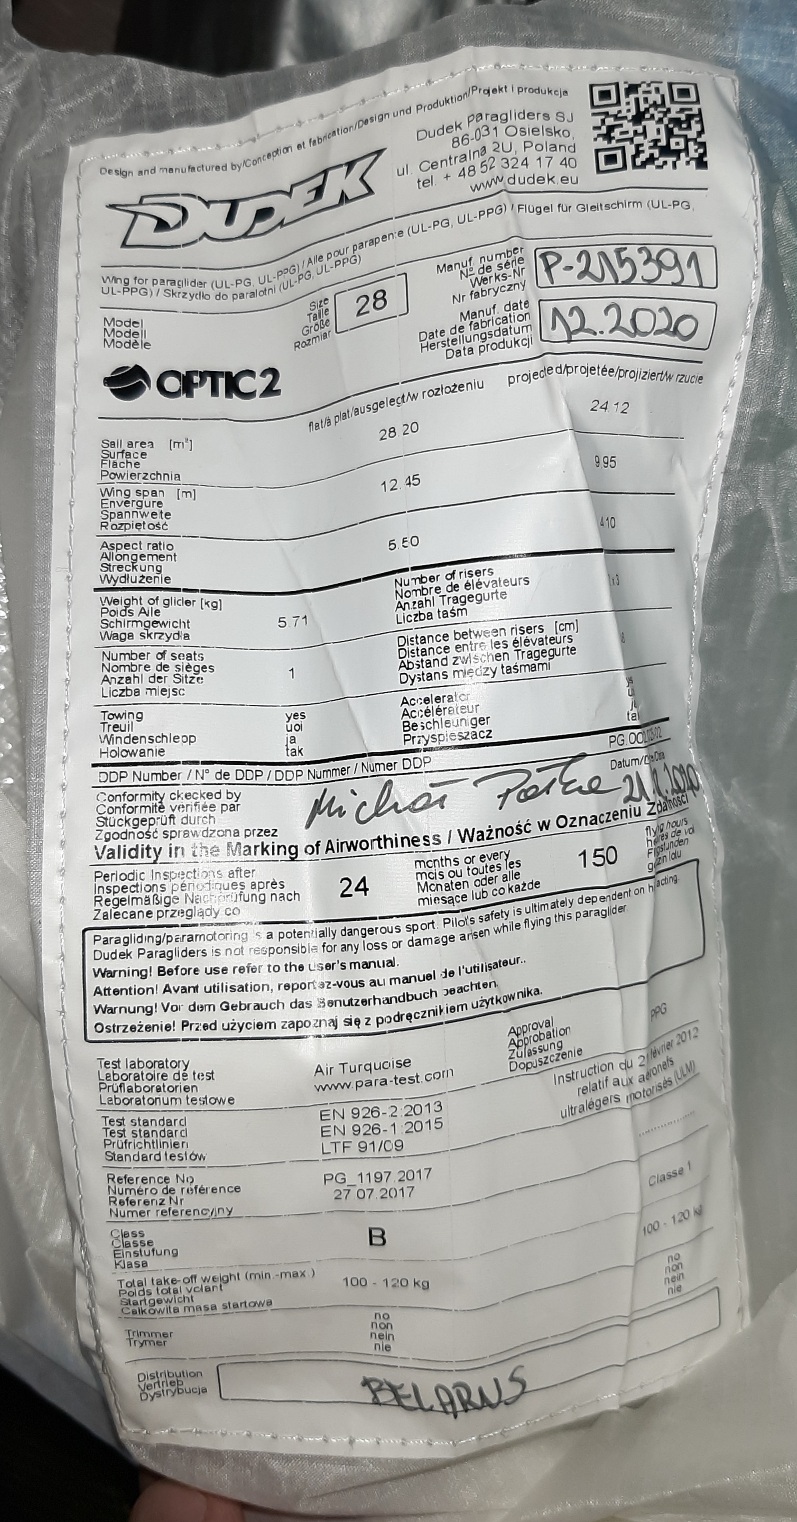 Design and manufactured by/Conception et fabrication/Design und Produktion/Projekt i produkcja
DUDEK
Dudek Paragliders SJ
86-031 Osielsko,
ul. Centralna 2U, Poland
tel. + 48 52 324 17 40
www.dudek.eu
Wing for paraglider (UL-PG, UL-PPG) / Aile pour parapente (UL-PG, UL-PPG) / Flügel für Gleitschirm (UL-PG,
UL-PPG) / Skrzydło do paralotni (UL-PG, UL-PPG)
Model
Modell
Modèle
OPTIC2
Size
Taille
Größe
Rozmiar
28
Manuf. number
Nº de série
Werks-Nr
Nr fabryczny
P-215391
Manuf. date
Date de fabrication
Herstellungsdatum
Data produkcji
12.2020
flat/à plat/ausgelegt/w rozłożeniu
projected/projetée/projiziert/w rzucie
Sail area [m²]
Surface
Fläche
Powierzchnia
28.20
24.12
Wing span [m]
Envergure
Spannweite
Rozpiętość
12.45
9.95
Aspect ratio
Allongement
Streckung
Wydłużenie
5.50
4.10
Weight of glider [kg]
Poids Aile
Schirmgewicht
Waga skrzydła
5.71
Number of risers
Nombre de élévateurs
Anzahl Tragegurte
Liczba taśm
Number of seats
Nombre de sièges
Anzahl der Sitze
Liczba miejsc
1
Distance between risers [cm]
Distance entre les élévateurs
Abstand zwischen Tragegurte
Dystans między taśmami
Towing
Treuil
Windenschlepp
Holowanie
yes
uoi
ja
tak
Accelerator
Accélérateur
Beschleuniger
Przyspieszacz
DDP Number / N° de DDP / DDP Nummer / Numer DDP
Conformity ckecked by
Conformité vérifiée par
Stückgeprüft durch
Zgodność sprawdzona przez
Michał
Validity in the Marking of Airworthiness / Ważność w Oznaczeniu Zdatności
Periodic Inspections after
Inspections périodiques après
Regelmäßige Nachprüfung nach
Zalecane przeglądy co
24
months or every
mois ou toutes les
Monaten oder alle
miesące lub co każde
150
Paragliding/paramotoring is a potentially dangerous sport. Pilot's safety is ultimately dependent on
Dudek Paragliders is not responsible for any loss or damage arisen while flying this paraglider.
Warning! Before use refer to the user's manual.
Attention! Avant utilisation, reportez-vous au manuel de l'utilisateur..
Warnung! Vor dem Gebrauch das Benutzerhandbuch beachten.
Ostrzeżenie! Przed użyciem zapoznaj się z podręcznikiem użytkownika.
Test laboratory
Laboratoire de test
Prüflaboratorien
Laboratorium testowe
Air Turquoise
www.para-test.com
Approval
Approbation
Zulassung
Dopuszczenie
PPG
Test standard
Test standard
Prüfrichtlinien
Standard testów
EN 926-2:2013
EN 926-1:2015
LTF 91/09
Instruction du 21 février 2012
relatif aux aéronefs
ultralégers motorisés (ULM)
Reference No
Numéro de référence
Referenz Nr
Numer referencyjny
PG_1197.2017
27.07.2017
Class
Classe
Einstufung
Klasa
B
Classe 1
Total take-off weight (min.-max.)
Poids total volant
Startgewicht
Całkowita masa startowa
100 - 120 kg
100 - 120 kg
Trimmer
Trymer
no
non
nein
nie
no
non
nein
nie
Distribution
Vertrieb
Dystrybucja
BELARUS